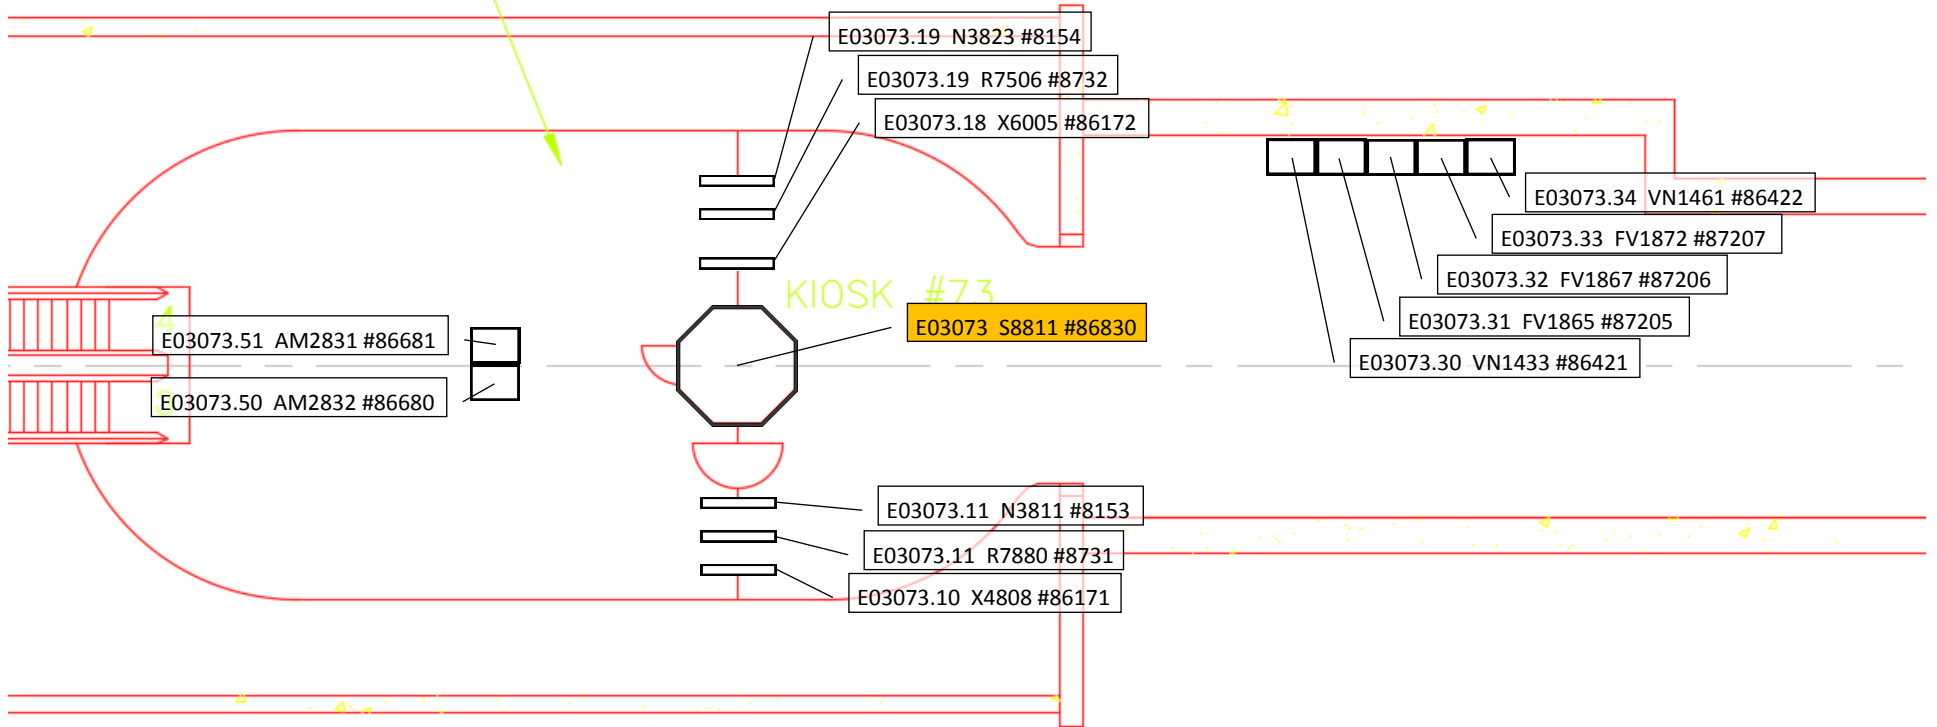 E03073.19 N3823 #8154
E03073.19 R7506 #8732
E03073.18 X6005 #86172
E03073.34 VN1461 #86422
E03073.33 FV1872 #87207
E03073.32 FV1867 #87206
KIOSK #73
E03073 S8811 #86830
E03073.31 FV1865 #87205
E03073.51 AM2831 #86681
4
E03073.30 VN1433 #86421
E03073.50 AM2832 #86680
E03073.11 N3811 #8153
E03073.11 R7880 #8731
E03073.10 X4808 #86171